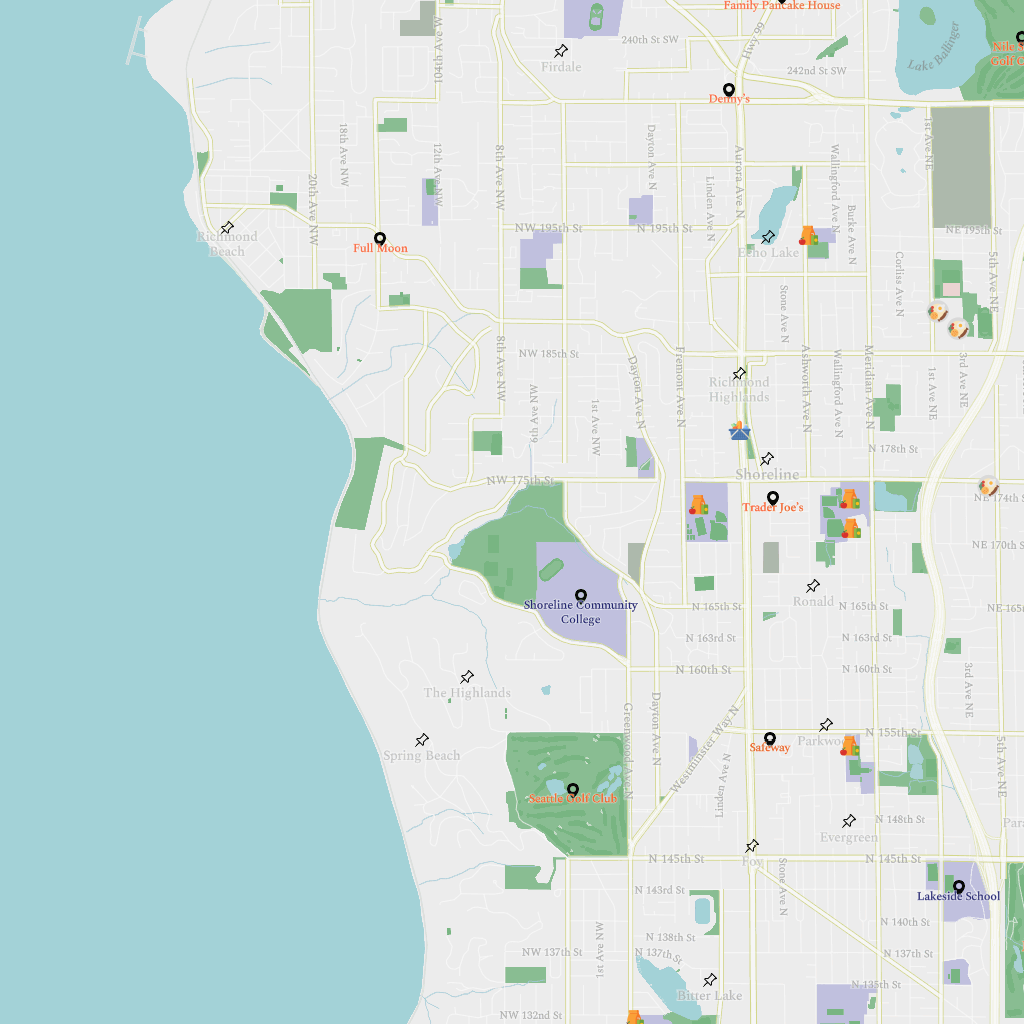 Family Pancake House
Hwy 99
104th Ave W
240th St SW
Lake Ballinger
Firdale
242nd St SW
Golf C
Denny's
18th Ave NW
12th Ave NW
8th Ave NW
Dayton Ave N
Aurora Ave N
Wallingford Ave N
1st Ave NE
20th Ave NW
Linden Ave N
Burke Ave N
Richmond
Beach
Full Moon
NW 195th St
N 195th St
NE 195th St
Echo Lake
Corliss Ave N
5th Ave NE
Stone Ave N
8th Ave NW
NW 185th St
Dayton Ave N
Fremont Ave N
Ashworth Ave N
Wallingford Ave N
Meridian Ave N
1st Ave NE
3rd Ave NE
Richmond
Highlands
6th Ave NW
1st Ave NW
N 178th St
Shoreline
NW 175th St
NE 174th St
Trader Joe's
NE 170th St
Ronald
Shoreline Community
College
N 165th St
N 165th St
NE 165th
N 163rd St
N 163rd St
N 160th St
N 160th St
The Highlands
Greenwood Ave N
Dayton Ave N
3rd Ave NE
Westminster Way N
Spring Beach
Safeway
Parkwood
N 155th St
5th Ave NE
Linden Ave N
Seattle Golf Club
N 148th St
Evergreen
Para
N 145th St
Foy
N 145th St
Stone Ave N
N 143rd St
Lakeside School
N 140th St
1st Ave NW
N 138th St
NW 137th St
N 137th St
N 137th St
Bitter Lake
N 135th St
NW 132nd St
N 132nd St